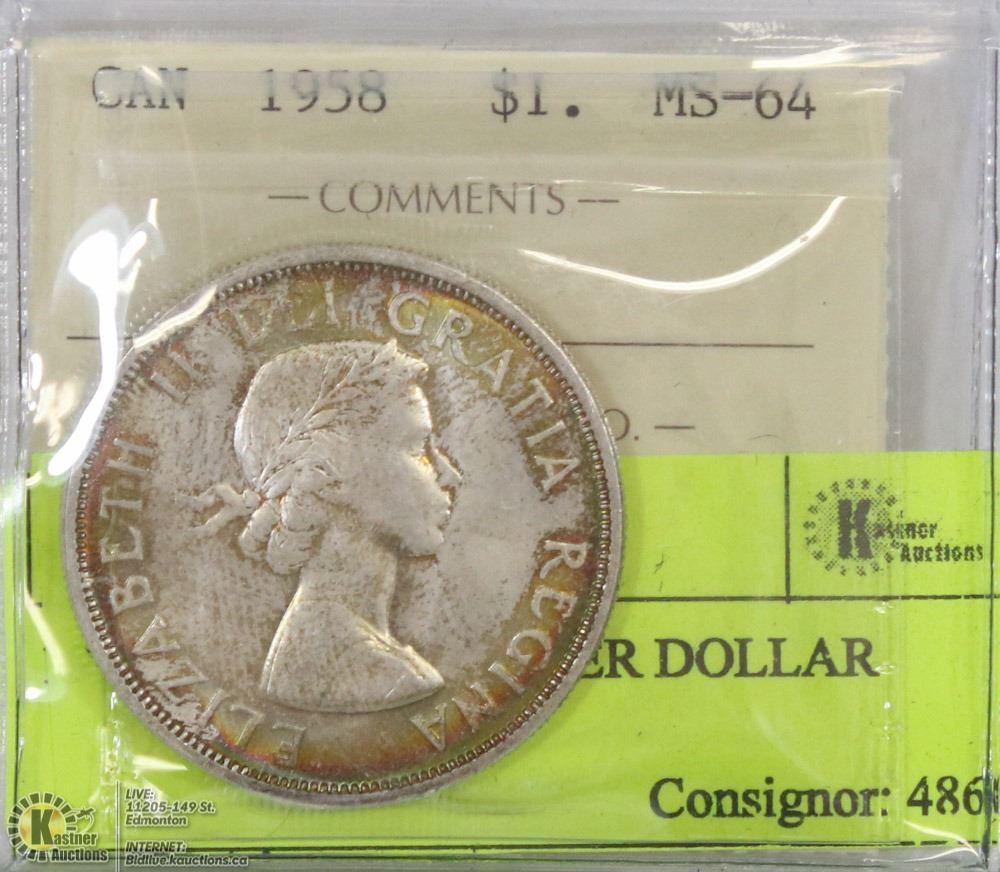 CAN 1958 $1. MS-64
— COMMENTS —
ELIZABETH II DEI GRATIA REGINA
O. —
Kastner
Auctions
ER DOLLAR
Consignor: 486
Kastner
Auctions
LIVE:
11205-149 St.
Edmonton
INTERNET:
Bidlive.kauctions.ca